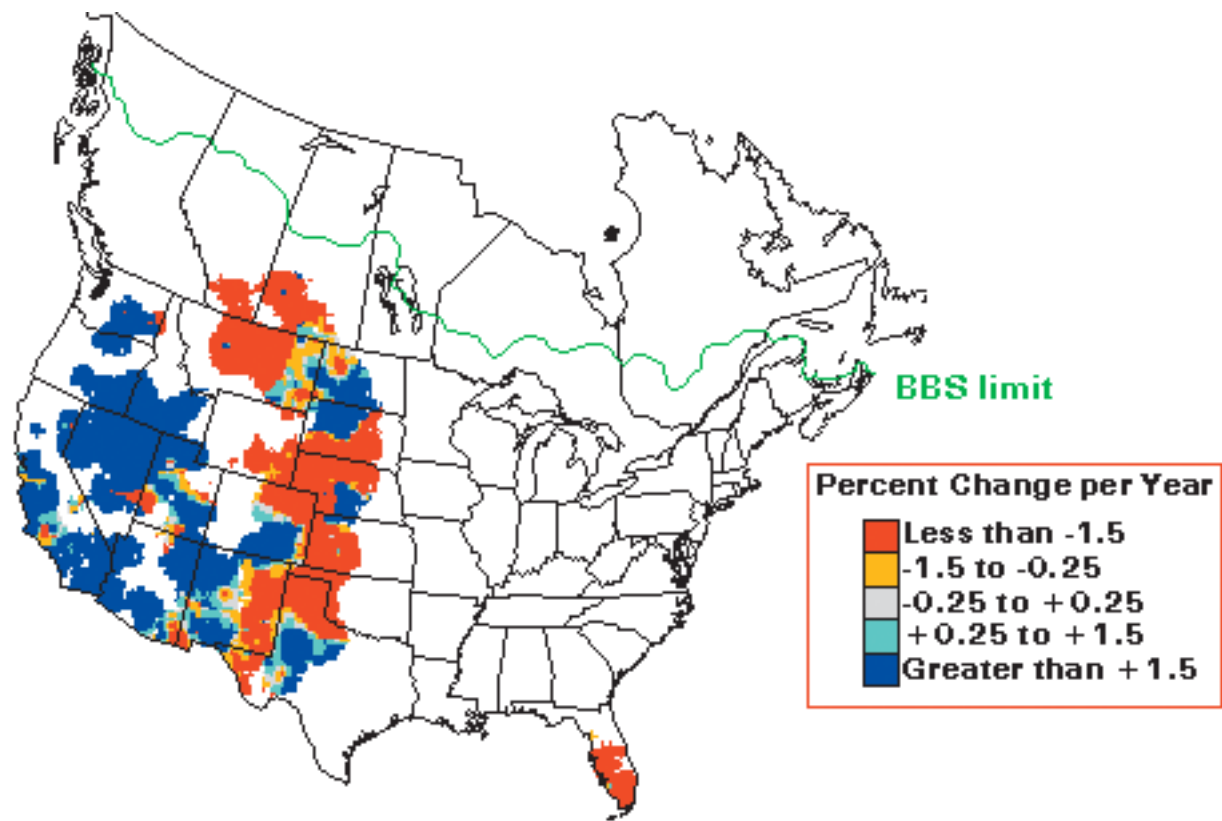 BBS limit
Percent Change per Year
Less than -1.5
-1.5 to -0.25
-0.25 to +0.25
+0.25 to +1.5
Greater than +1.5